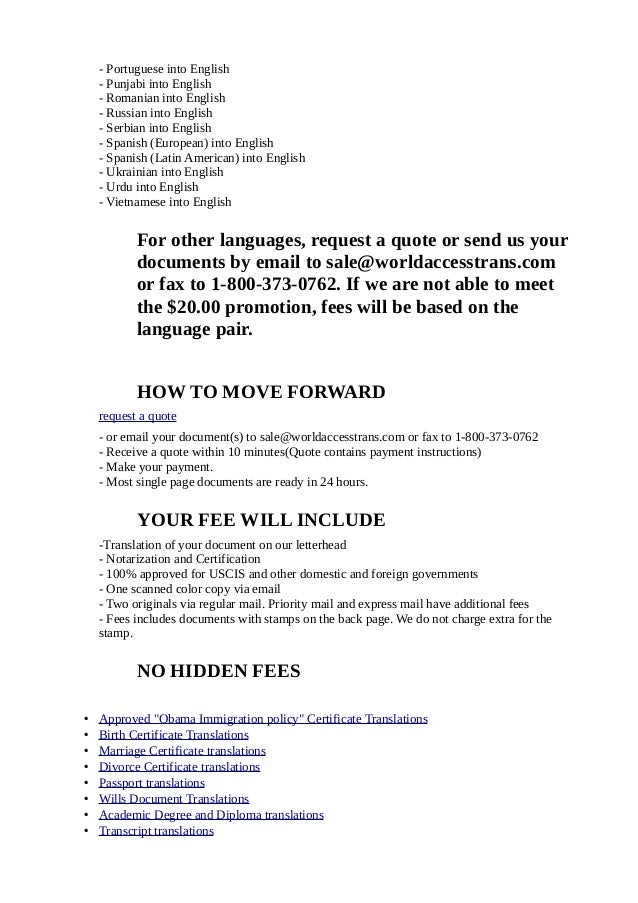 - Portuguese into English
- Punjabi into English
- Romanian into English
- Russian into English
- Serbian into English
- Spanish (European) into English
- Spanish (Latin American) into English
- Ukrainian into English
- Urdu into English
- Vietnamese into English
For other languages, request a quote or send us your
documents by email to sale@worldaccesstrans.com
or fax to 1-800-373-0762. If we are not able to meet
the $20.00 promotion, fees will be based on the
language pair.
HOW TO MOVE FORWARD
request a quote
- or email your document(s) to sale@worldaccesstrans.com or fax to 1-800-373-0762
- Receive a quote within 10 minutes(Quote contains payment instructions)
- Make your payment.
- Most single page documents are ready in 24 hours.
YOUR FEE WILL INCLUDE
-Translation of your document on our letterhead
- Notarization and Certification
- 100% approved for USCIS and other domestic and foreign governments
- One scanned color copy via email
- Two originals via regular mail. Priority mail and express mail have additional fees
- Fees includes documents with stamps on the back page. We do not charge extra for the
stamp.
NO HIDDEN FEES
• Approved "Obama Immigration policy" Certificate Translations
• Birth Certificate Translations
• Marriage Certificate translations
• Divorce Certificate translations
• Passport translations
• Wills Document Translations
• Academic Degree and Diploma translations
• Transcript translations